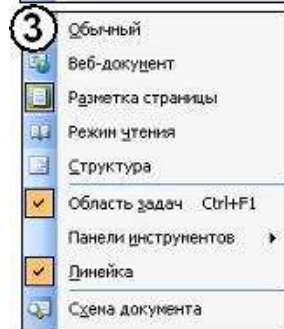 3
Обычный
Веб-документ
Разметка страницы
Режим чтения
Структура
Область задач Ctrl+F1
Панели инструментов
Линейка
Схема документа